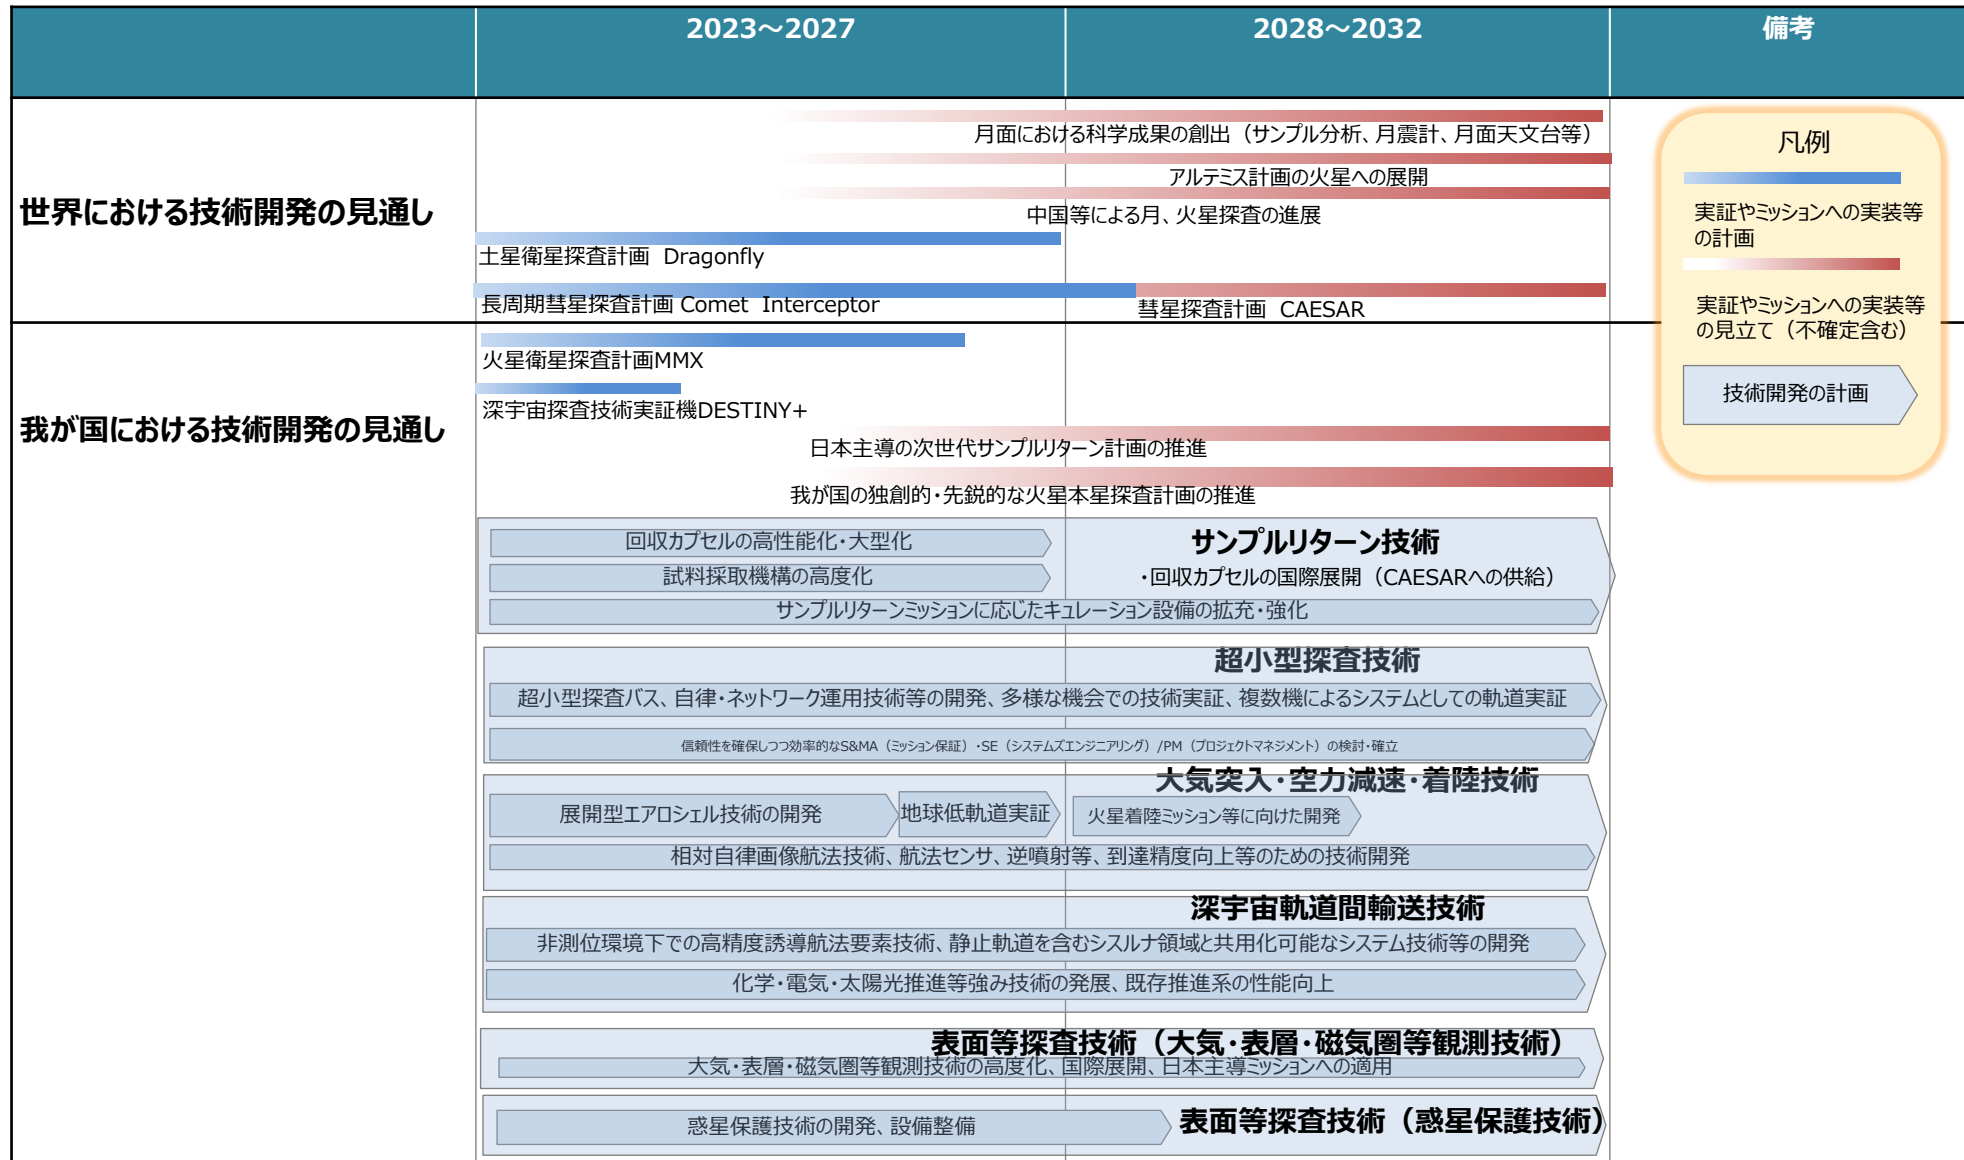 2023～2027
2028～2032
備考
月面における科学成果の創出（サンプル分析、月震計、月面天文台等）
アルテミス計画の火星への展開
世界における技術開発の見通し
中国等による月、火星探査の進展
土星衛星探査計画 Dragonfly
長周期彗星探査計画 Comet Interceptor
彗星探査計画 CAESAR
凡例
実証やミッションへの実装等
の計画
実証やミッションへの実装等
の見立て（不確定含む）
技術開発の計画
火星衛星探査計画MMX
深宇宙探査技術実証機DESTINY+
我が国における技術開発の見通し
日本主導の次世代サンプルリターン計画の推進
我が国の独創的・先鋭的な火星本星探査計画の推進
回収カプセルの高性能化・大型化
サンプルリターン技術
試料採取機構の高度化
・回収カプセルの国際展開（CAESARへの供給）
サンプルリターンミッションに応じたキュレーション設備の拡充・強化
超小型探査技術
超小型探査バス、自律・ネットワーク運用技術等の開発、多様な機会での技術実証、複数機によるシステムとしての軌道実証
信頼性を確保しつつ効率的なS&MA（ミッション保証）・SE（システムズエンジニアリング）/PM（プロジェクトマネジメント）の検討・確立
大気突入・空力減速・着陸技術
展開型エアロシェル技術の開発
地球低軌道実証
火星着陸ミッション等に向けた開発
相対自律画像航法技術、航法センサ、逆噴射等、到達精度向上等のための技術開発
深宇宙軌道間輸送技術
非測位環境下での高精度誘導航法要素技術、静止軌道を含むシスルナ領域と共用化可能なシステム技術等の開発
化学・電気・太陽光推進等強み技術の発展、既存推進系の性能向上
表面等探査技術（大気・表層・磁気圏等観測技術）
大気・表層・磁気圏等観測技術の高度化、国際展開、日本主導ミッションへの適用
惑星保護技術の開発、設備整備
表面等探査技術（惑星保護技術）